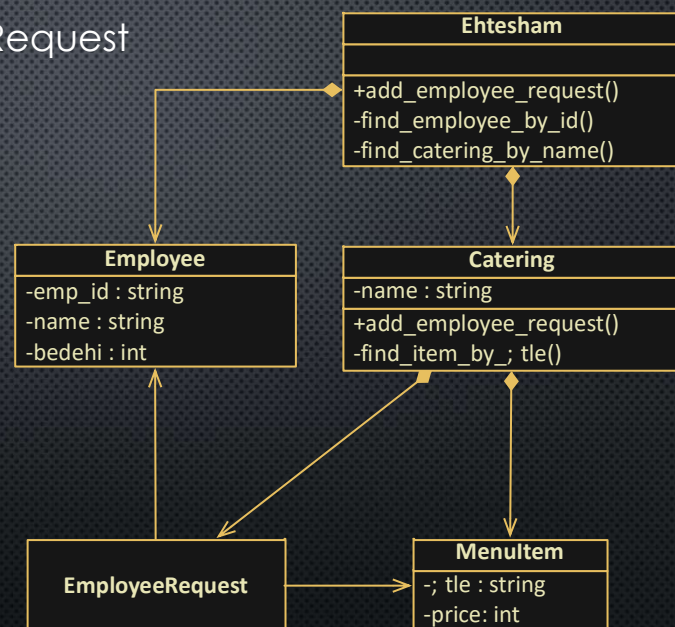 Request
Ehtesham
+add_employee_request()
-find_employee_by_id()
-find_catering_by_name()
Employee
-emp_id : string
-name : string
-bedehi : int
Catering
-name : string
+add_employee_request()
-find_item_by_; tle()
EmployeeRequest
MenuItem
-; tle : string
-price: int